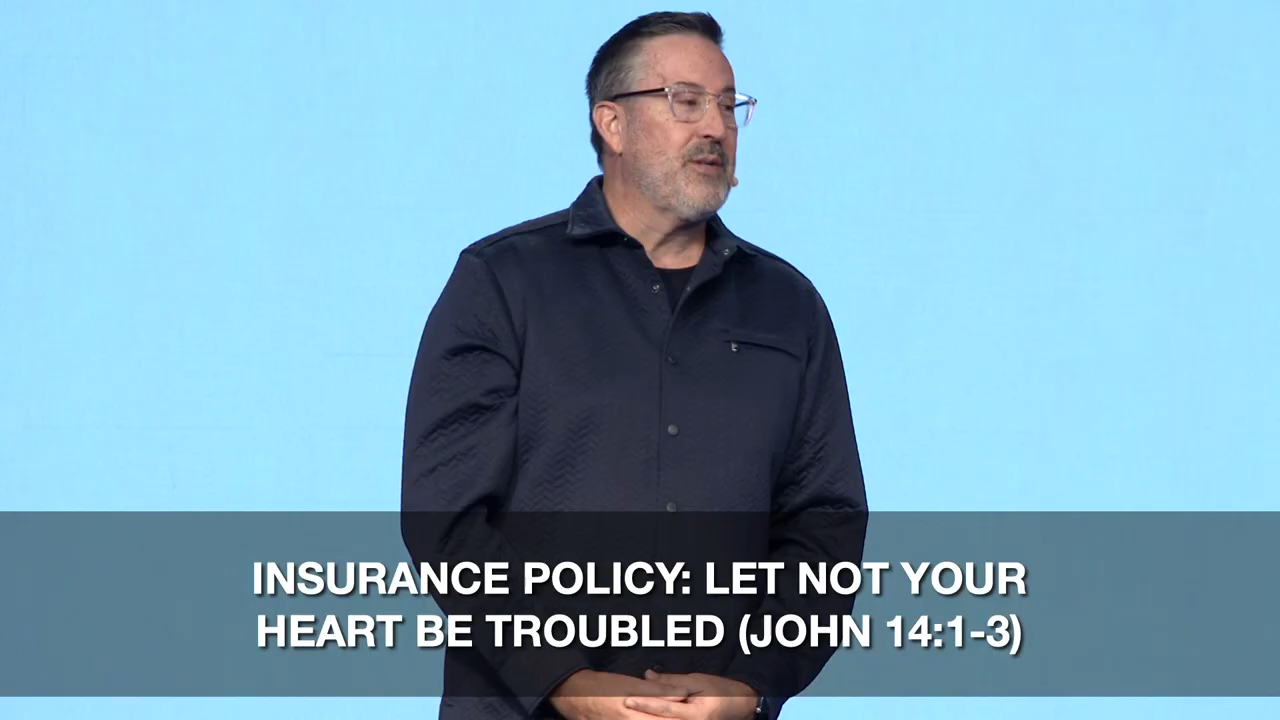 INSURANCE POLICY: LET NOT YOUR
HEART BE TROUBLED (JOHN 14:1-3)